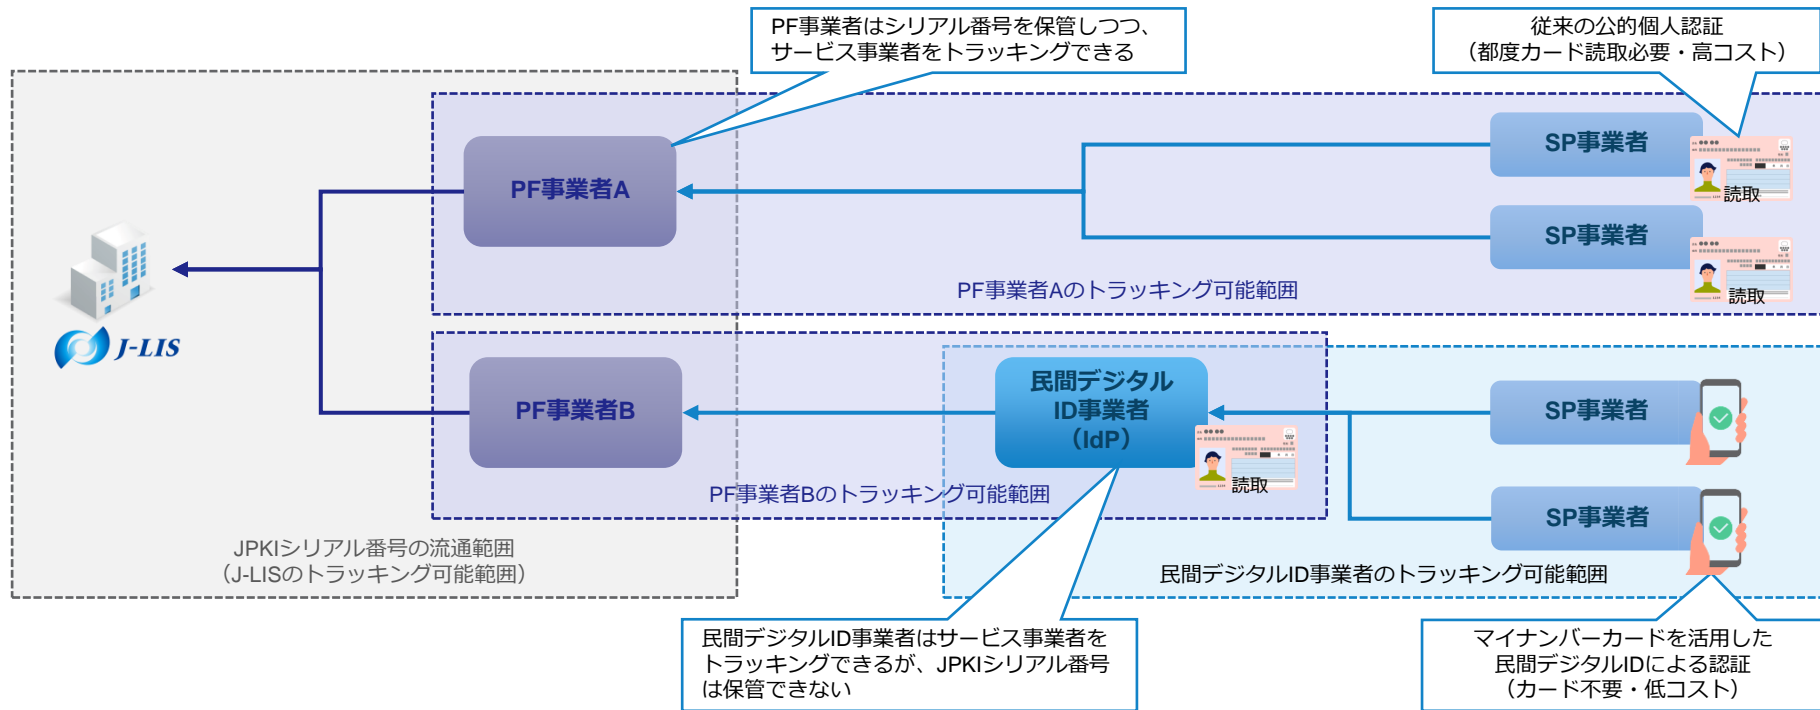 PF事業者はシリアル番号を保管しつつ、
サービス事業者をトラッキングできる
従来の公的個人認証
（都度カード読取必要・高コスト）
PF事業者A
SP事業者
読取
SP事業者
読取
PF事業者Aのトラッキング可能範囲
J-LIS
PF事業者B
民間デジタル
ID事業者
（IdP）
読取
SP事業者
SP事業者
PF事業者Bのトラッキング可能範囲
JPKIシリアル番号の流通範囲
（J-LISのトラッキング可能範囲）
民間デジタルID事業者のトラッキング可能範囲
民間デジタルID事業者はサービス事業者を
トラッキングできるが、JPKIシリアル番号
は保管できない
マイナンバーカードを活用した
民間デジタルIDによる認証
（カード不要・低コスト）